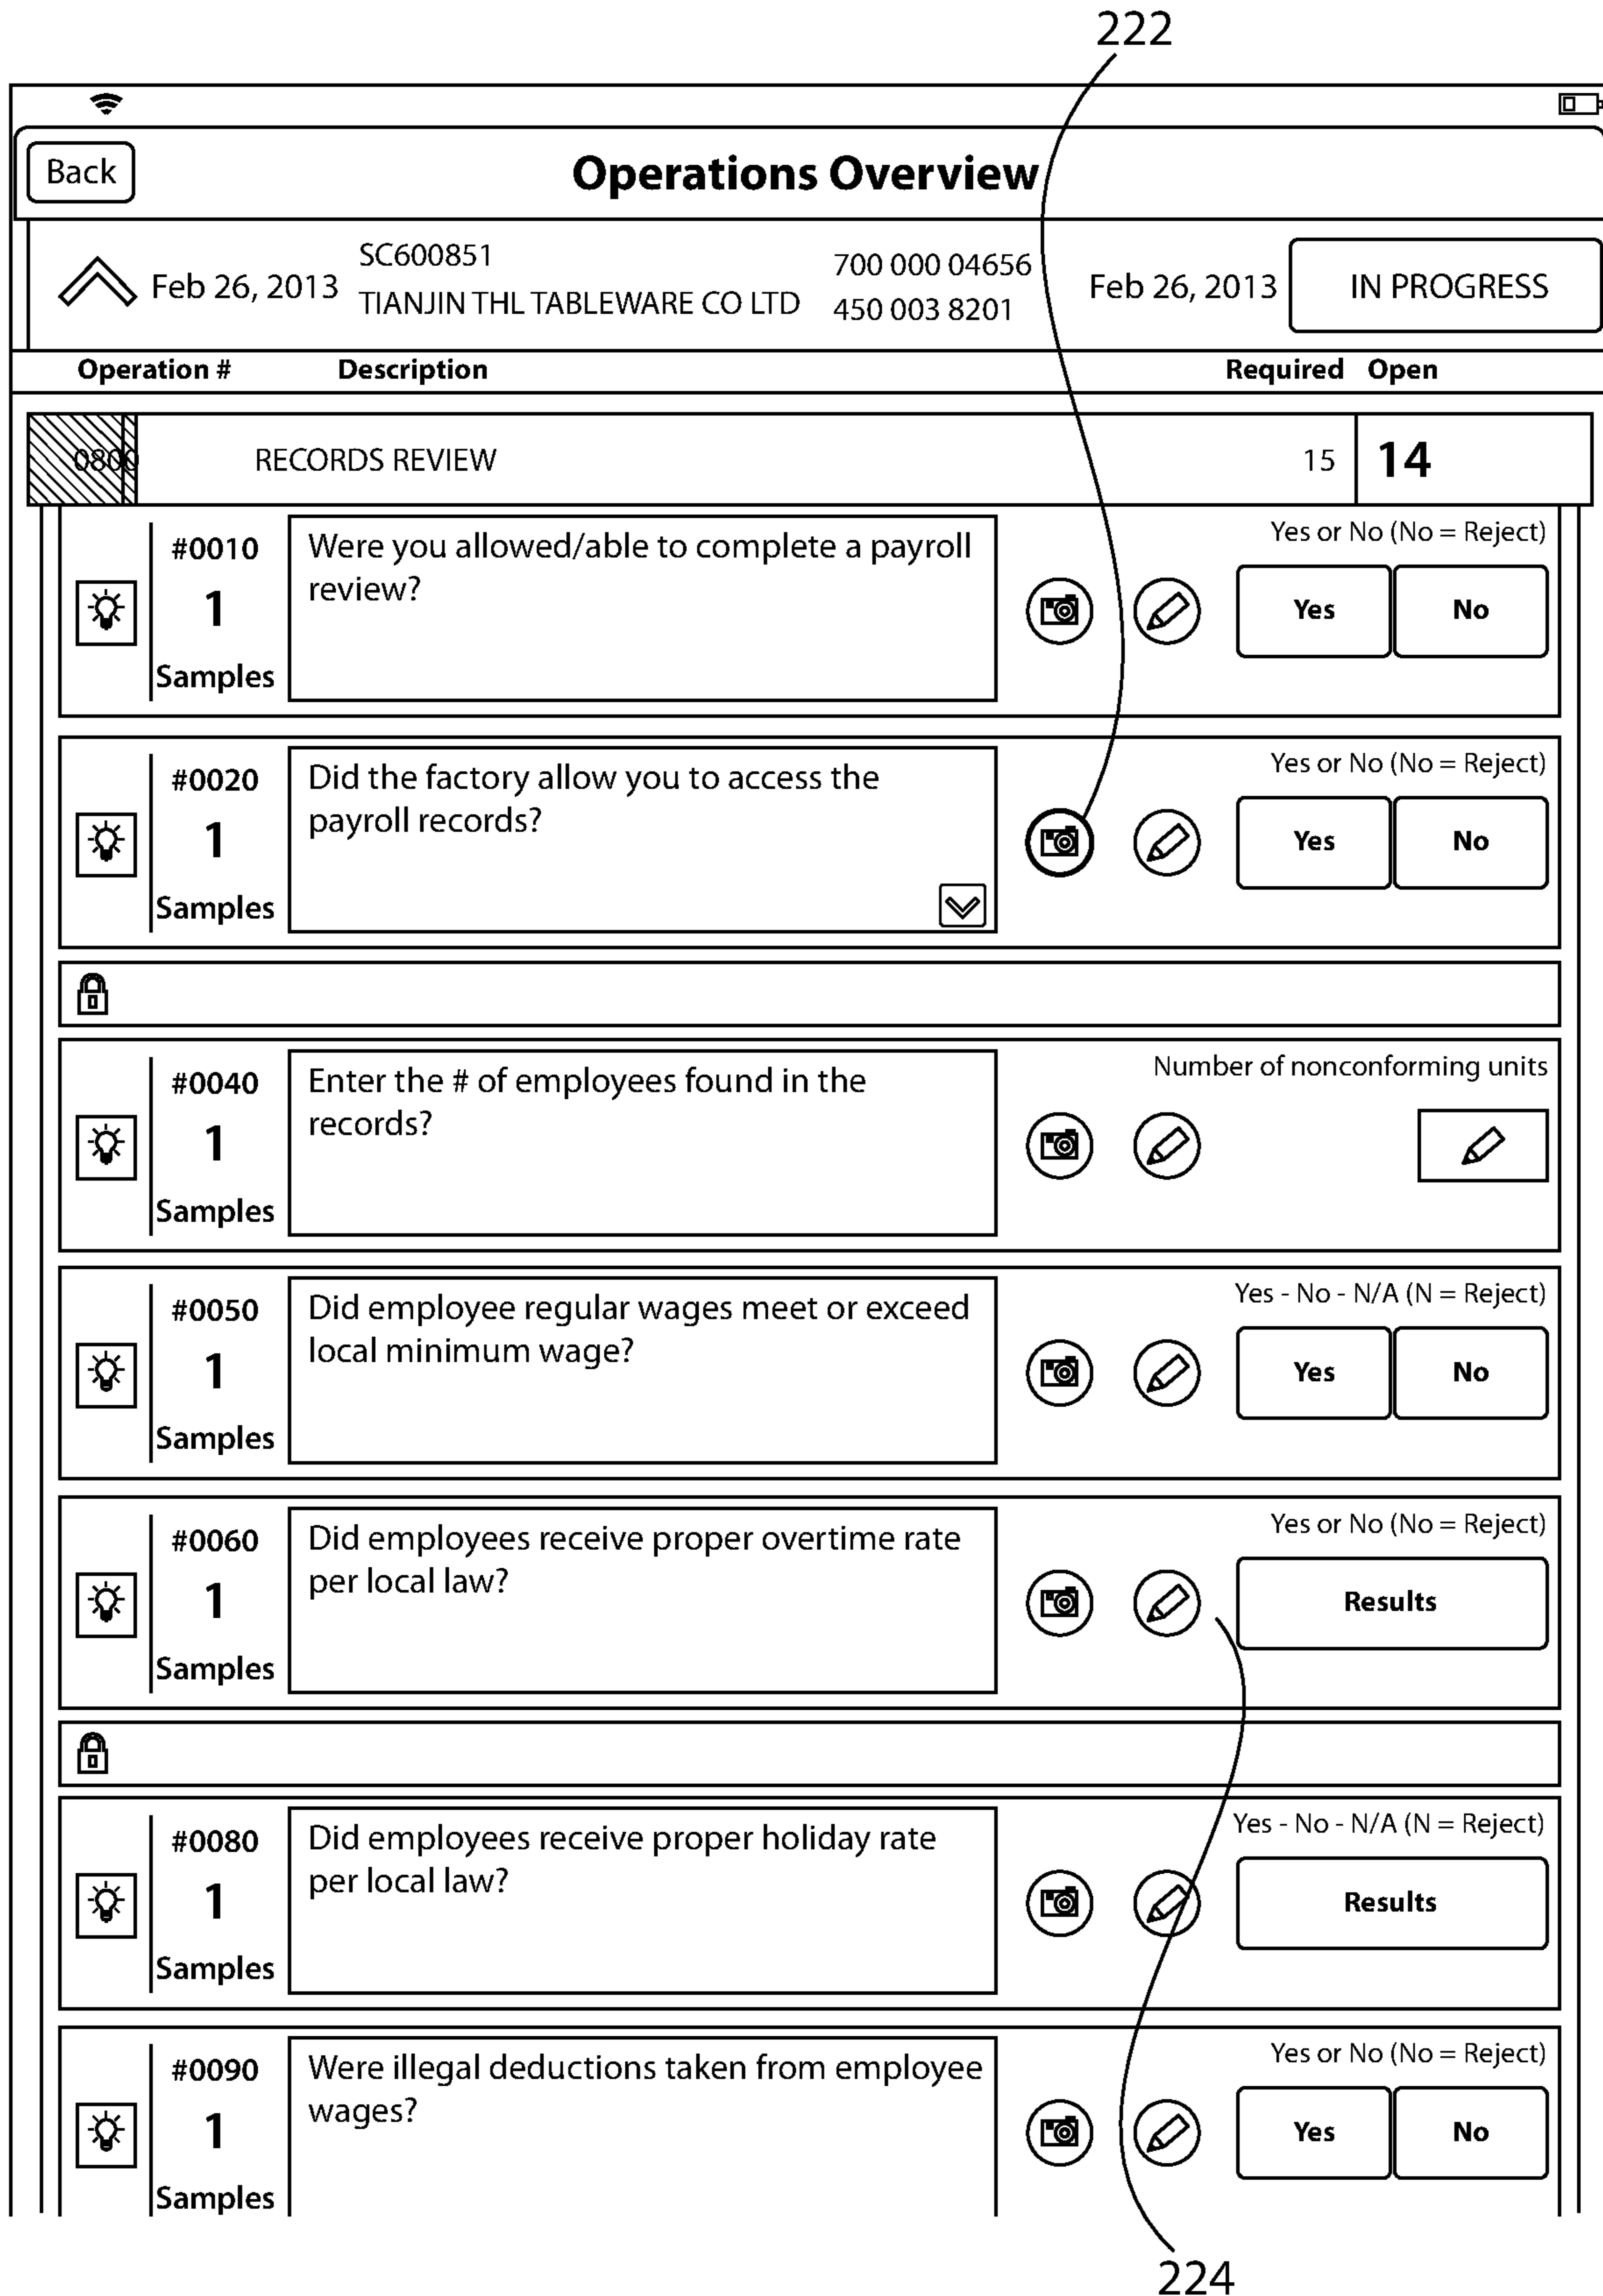 222
Back
Operations Overview
Feb 26, 2013
SC600851
TIANJIN THL TABLEWARE CO LTD
700 000 04656
450 003 8201
Feb 26, 2013
IN PROGRESS
Operation # Description Required Open
0800 RECORDS REVIEW 15 14
#0010
1
Samples
Were you allowed/able to complete a payroll
review?
Yes or No (No = Reject)
Yes No
#0020
1
Samples
Did the factory allow you to access the
payroll records?
Yes or No (No = Reject)
Yes No
#0040
1
Samples
Enter the # of employees found in the
records?
Number of nonconforming units
#0050
1
Samples
Did employee regular wages meet or exceed
local minimum wage?
Yes - No - N/A (N = Reject)
Yes No
#0060
1
Samples
Did employees receive proper overtime rate
per local law?
Yes or No (No = Reject)
Results
#0080
1
Samples
Did employees receive proper holiday rate
per local law?
Yes - No - N/A (N = Reject)
Results
#0090
1
Samples
Were illegal deductions taken from employee
wages?
Yes or No (No = Reject)
Yes No
224